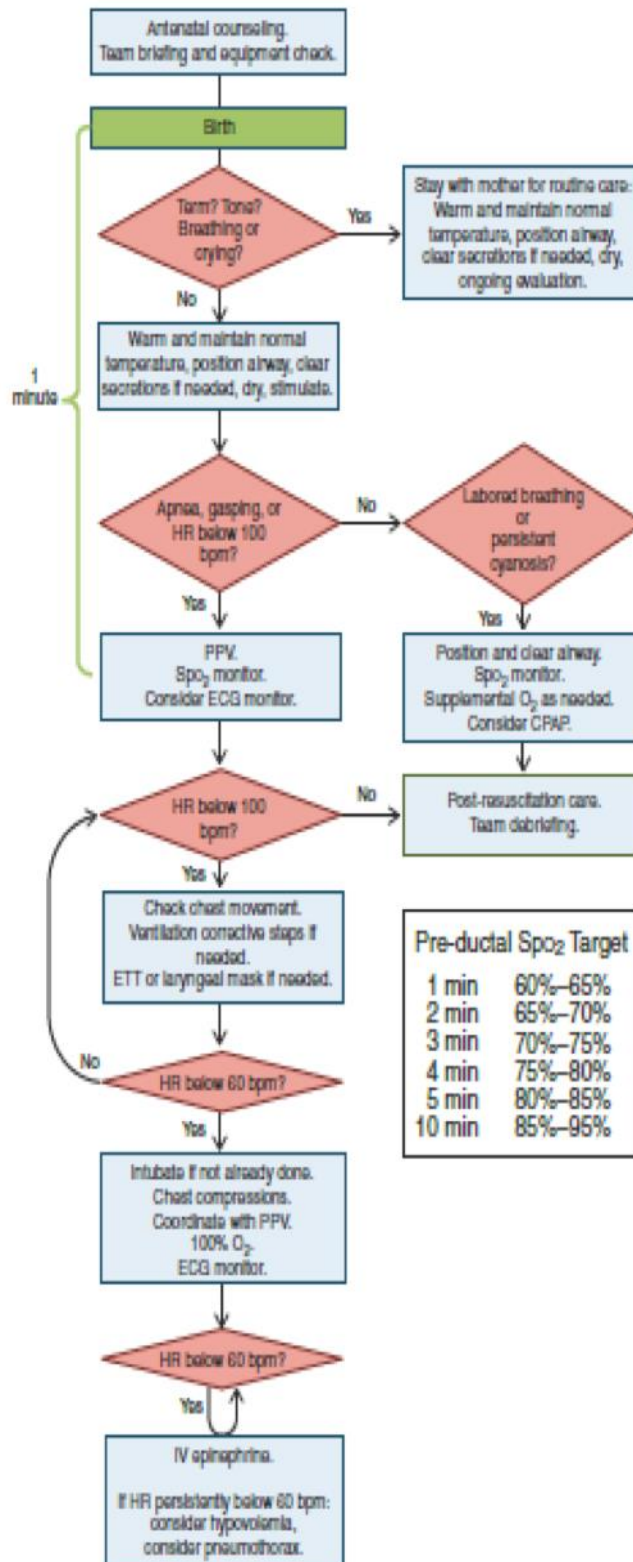 Antenatal counseling.
Team briefing and equipment check.
Birth
Term? Tone?
Breathing or
crying?
Yes
Stay with mother for routine care:
Warm and maintain normal
temperature, position airway,
clear secretions if needed, dry,
ongoing evaluation.
No
Warm and maintain normal
temperature, position airway, clear
secretions if needed, dry, stimulate.
1
minute
Apnea, gasping, or
HR below 100
bpm?
No
Labored breathing
or
persistent
cyanosis?
Yes
Yes
PPV.
Spo₂ monitor.
Consider ECG monitor.
Position and clear airway.
Spo₂ monitor.
Supplemental O₂ as needed.
Consider CPAP.
HR below 100
bpm?
No
Post-resuscitation care.
Team debriefing.
Yes
Check chest movement.
Ventilation corrective steps if
needed.
ETT or laryngeal mask if needed.
Pre-ductal Spo₂ Target
1 min 60%–65%
2 min 65%–70%
3 min 70%–75%
4 min 75%–80%
5 min 80%–85%
10 min 85%–95%
No
HR below 60 bpm?
Yes
Intubate if not already done.
Chest compressions.
Coordinate with PPV.
100% O₂.
ECG monitor.
HR below 60 bpm?
Yes
IV epinephrine.
If HR persistently below 60 bpm:
consider hypovolemia,
consider pneumothorax.